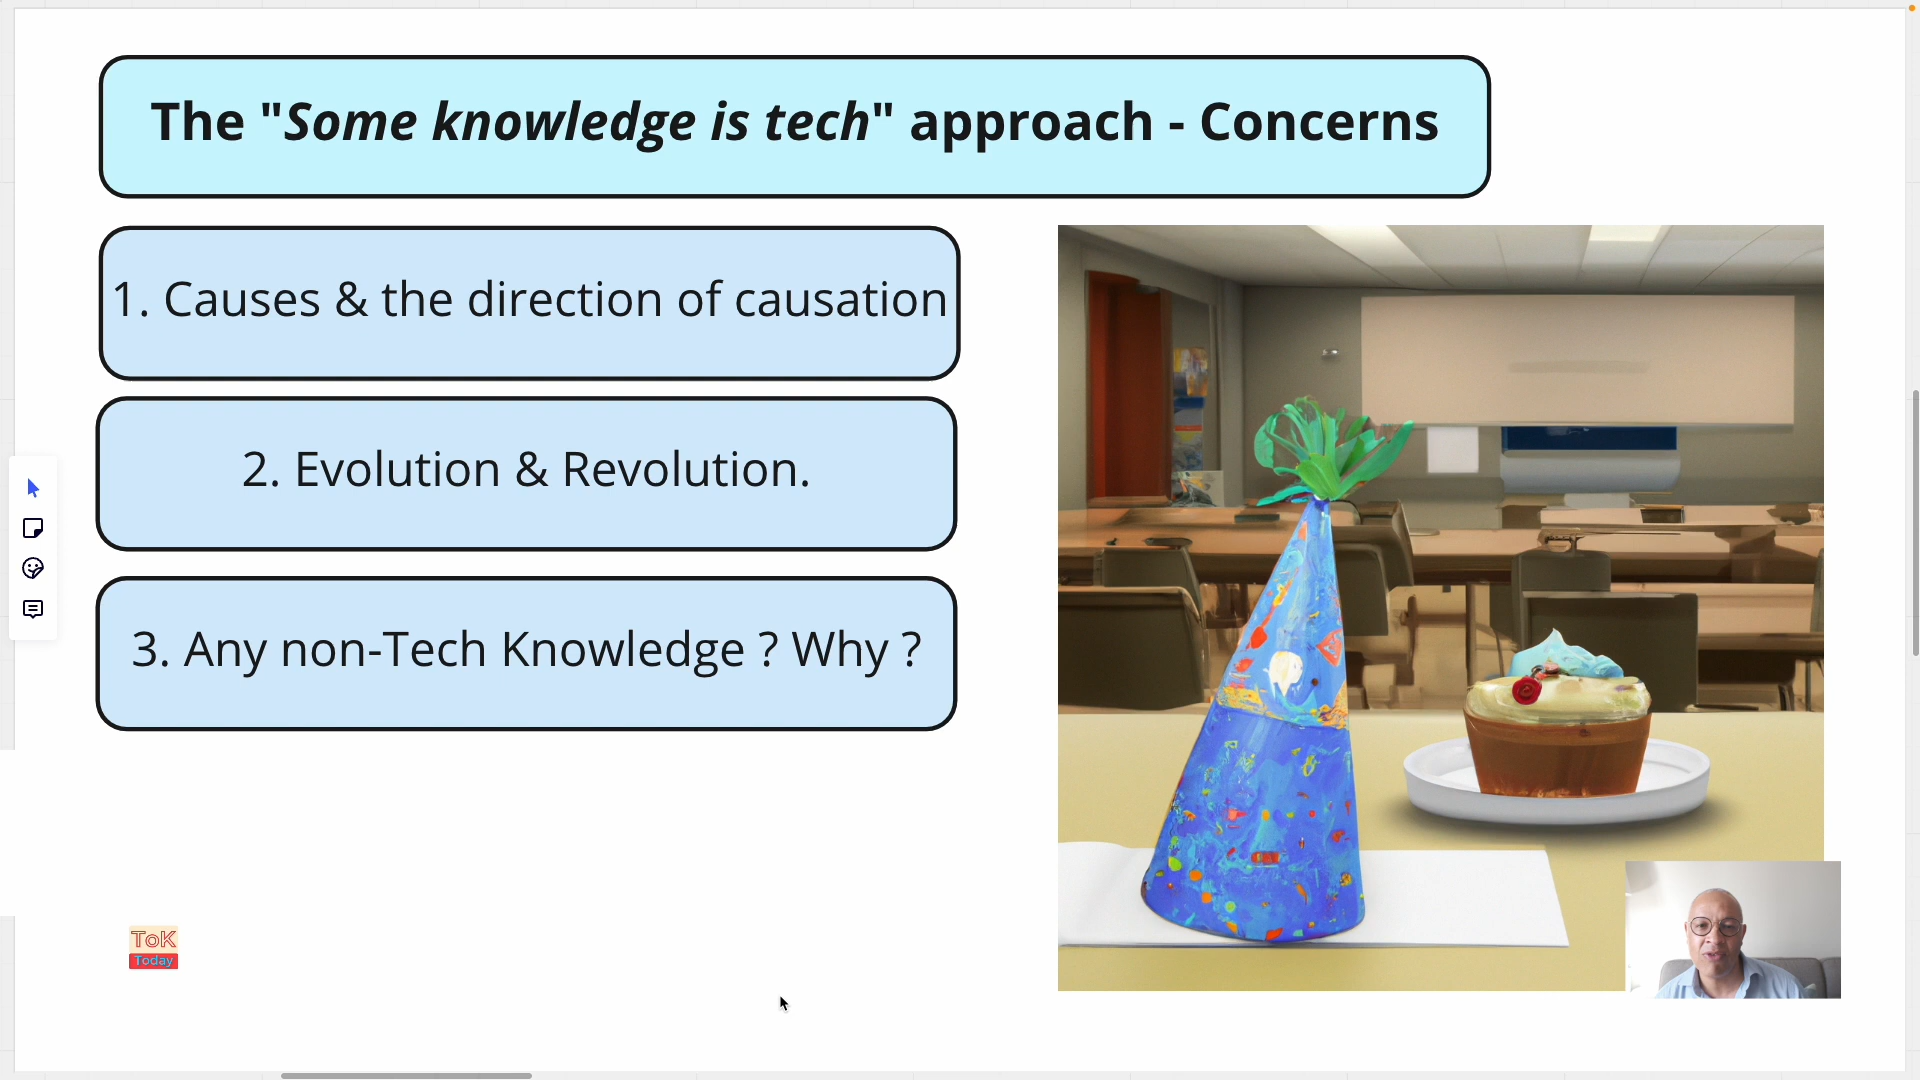 The "Some knowledge is tech" approach - Concerns
1. Causes & the direction of causation
2. Evolution & Revolution.
3. Any non-Tech Knowledge ? Why ?
ToK
Today